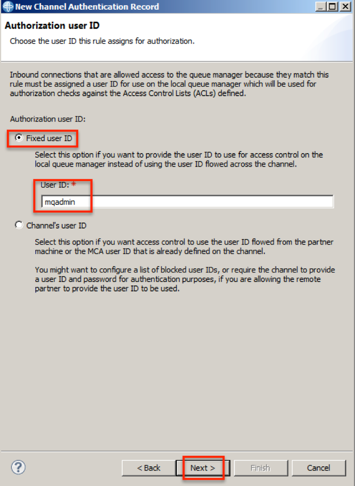 New Channel Authentication Record
Authorization user ID
Choose the user ID this rule assigns for authorization.
Inbound connections that are allowed access to the queue manager because they match this
rule must be assigned a user ID for use on the local queue manager which will be used for
authorization checks against the Access Control Lists (ACLs) defined.
Authorization user ID:
Fixed user ID
Select this option if you want to provide the user ID to use for access control on the
local queue manager instead of using the user ID flowed across the channel.
User ID: *
mqadmin
Channel's user ID
Select this option if you want access control to use the user ID flowed from the partner
machine or the MCA user ID that is already defined on the channel.
You might want to configure a list of blocked user IDs, or require the channel to provide
a user ID and password for authentication purposes, if you are allowing the remote
partner to provide the user ID to be used.
? < Back Next > Finish Cancel